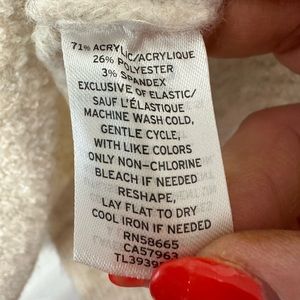 71% ACRYLIC/ACRYLIQUE
26% POLYESTER
3% SPANDEX
EXCLUSIVE OF ELASTIC/
SAUF L'ÉLASTIQUE
MACHINE WASH COLD,
GENTLE CYCLE,
WITH LIKE COLORS
ONLY NON-CHLORINE
BLEACH IF NEEDED
RESHAPE,
LAY FLAT TO DRY
COOL IRON IF NEEDED
RN58665
CA57963